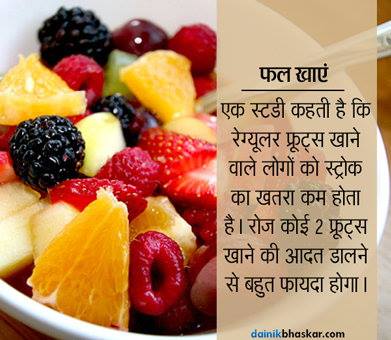 फल खाएं
एक स्टडी कहती है कि
रेग्यूलर फ्रूट्स खाने
वाले लोगों को स्ट्रोक
का खतरा कम होता
है। रोज कोई 2 फ्रूट्स
खाने की आदत डालने
से बहुत फायदा होगा।
dainikbhaskar.com